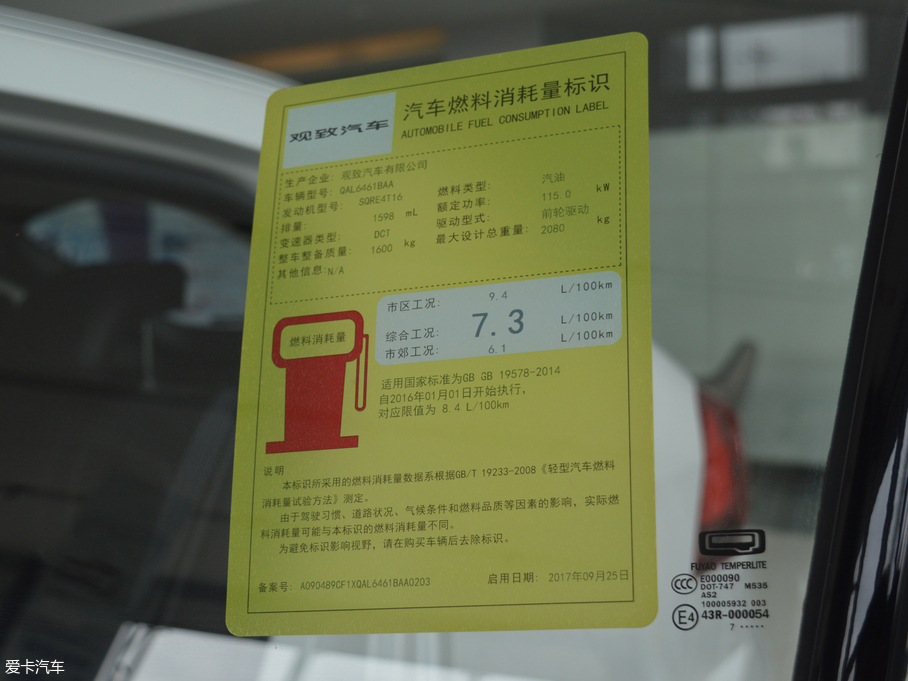 观致汽车
汽车燃料消耗量标识
AUTOMOBILE FUEL CONSUMPTION LABEL
生产企业: 观致汽车有限公司
车辆型号: QAL6461BAA
发动机型号: SQRE4T16
燃料类型: 汽油
排量: 1598 mL
额定功率: 115.0 kW
变速器类型: DCT
驱动型式: 前轮驱动
整车整备质量: 1600 kg
最大设计总重量: 2080 kg
其他信息:N/A
燃料消耗量
市区工况: 9.4 L/100km
综合工况: 7.3 L/100km
市郊工况: 6.1 L/100km
适用国家标准为GB GB 19578-2014
自2016年01月01日开始执行,
对应限值为 8.4 L/100km
说明
本标识所采用的燃料消耗量数据系根据GB/T 19233-2008《轻型汽车燃料
消耗量试验方法》测定。
由于驾驶习惯、道路状况、气候条件和燃料品质等因素的影响，实际燃
料消耗量可能与本标识的燃料消耗量不同。
为避免标识影响视野，请在购买车辆后去除标识。
备案号: A090489CF1XQAL6461BAA0203
启用日期: 2017年09月25日
FUYAO TEMPERLITE
CCC E000090
DOT-747 M535
AS2
100005932 003
E4 43R-000054
7 •••••
爱卡汽车